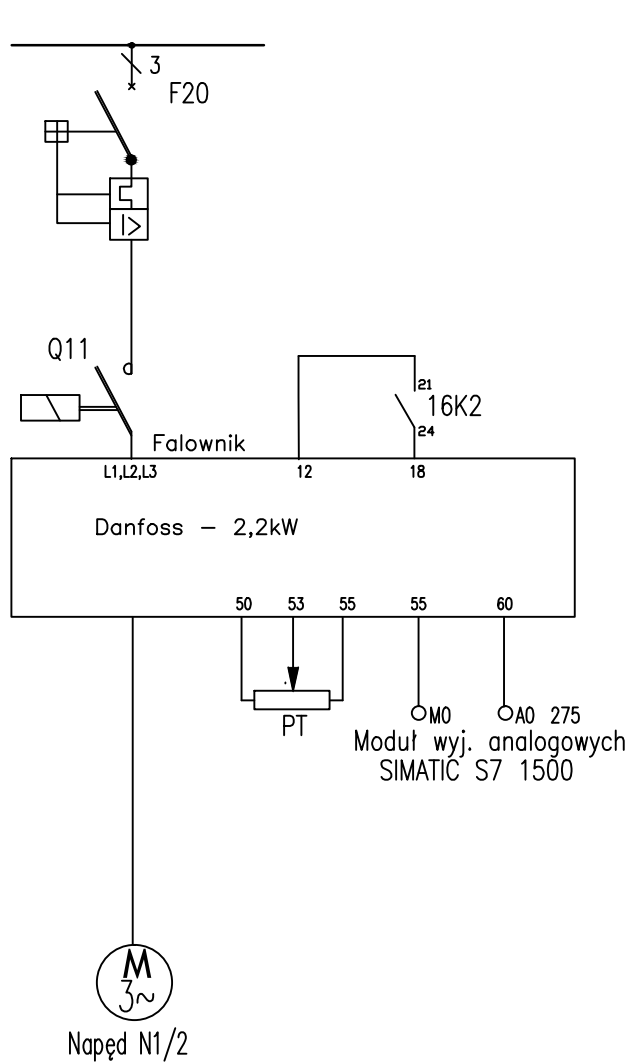 3
F20
Q11
21
16K2
24
Falownik
L1,L2,L3
12
18
Danfoss – 2,2kW
50
53
55
55
60
PT
M0
A0 275
Moduł wyj. analogowych
SIMATIC S7 1500
M
3~
Napęd N1/2